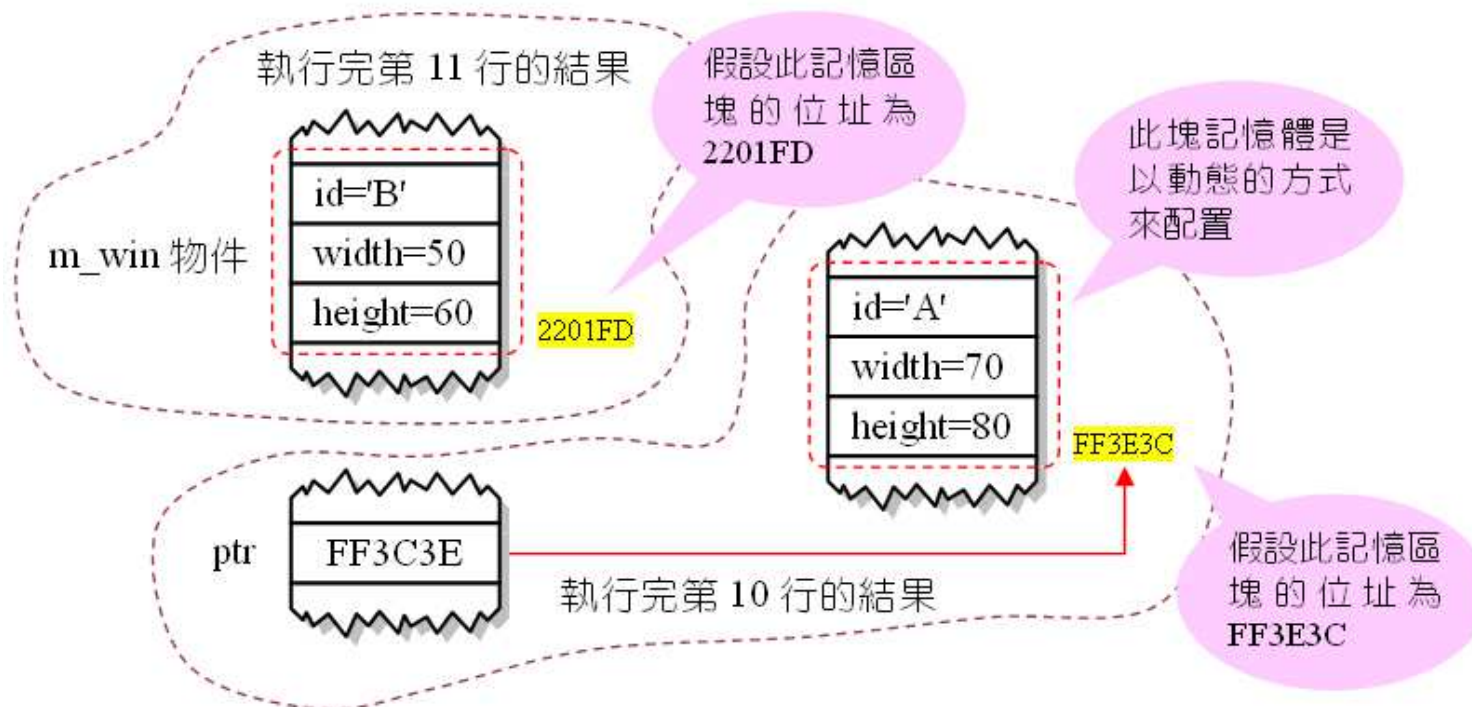 執行完第 11 行的結果
假設此記憶區
塊的位址為
2201FD
此塊記憶體是
以動態的方式
來配置
m_win 物件
id='B'
width=50
height=60
2201FD
id='A'
width=70
height=80
FF3E3C
ptr
FF3C3E
執行完第 10 行的結果
假設此記憶區
塊的位址為
FF3E3C